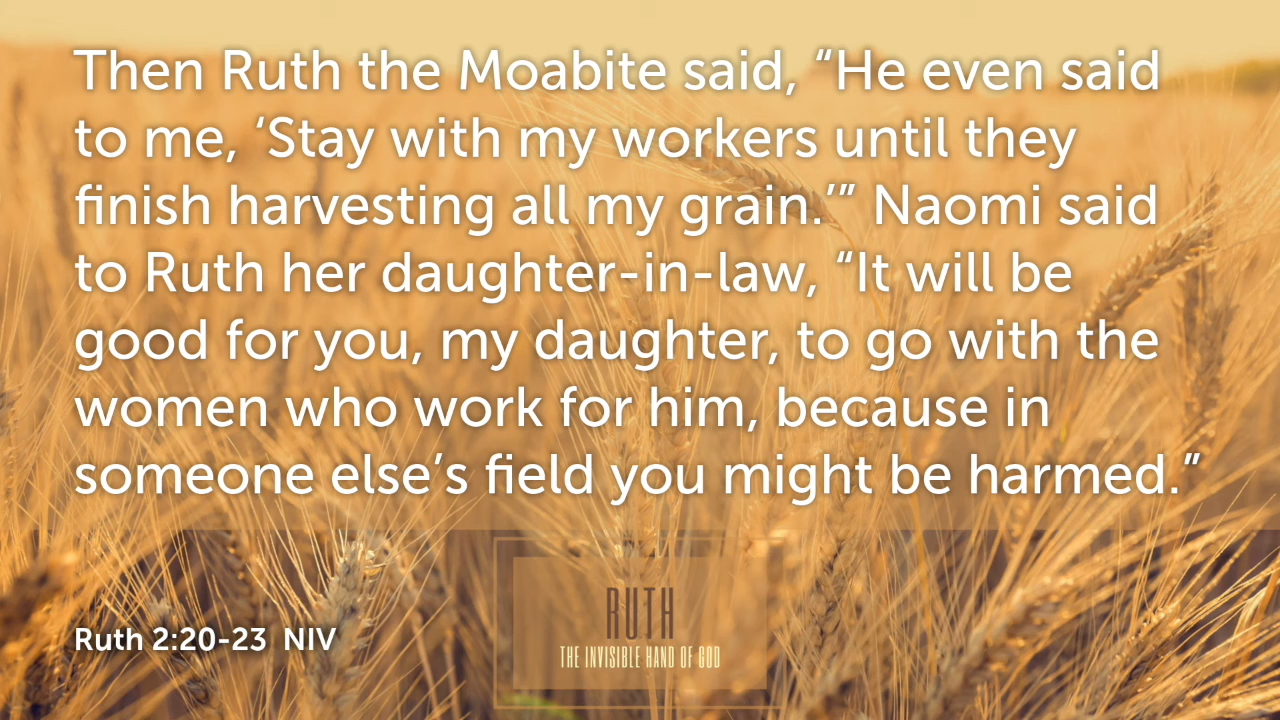 Then Ruth the Moabite said, “He even said
to me, ‘Stay with my workers until they
finish harvesting all my grain.’” Naomi said
to Ruth her daughter-in-law, “It will be
good for you, my daughter, to go with the
women who work for him, because in
someone else’s field you might be harmed.”
Ruth 2:20-23  NIV
RUTH
THE INVISIBLE HAND OF GOD